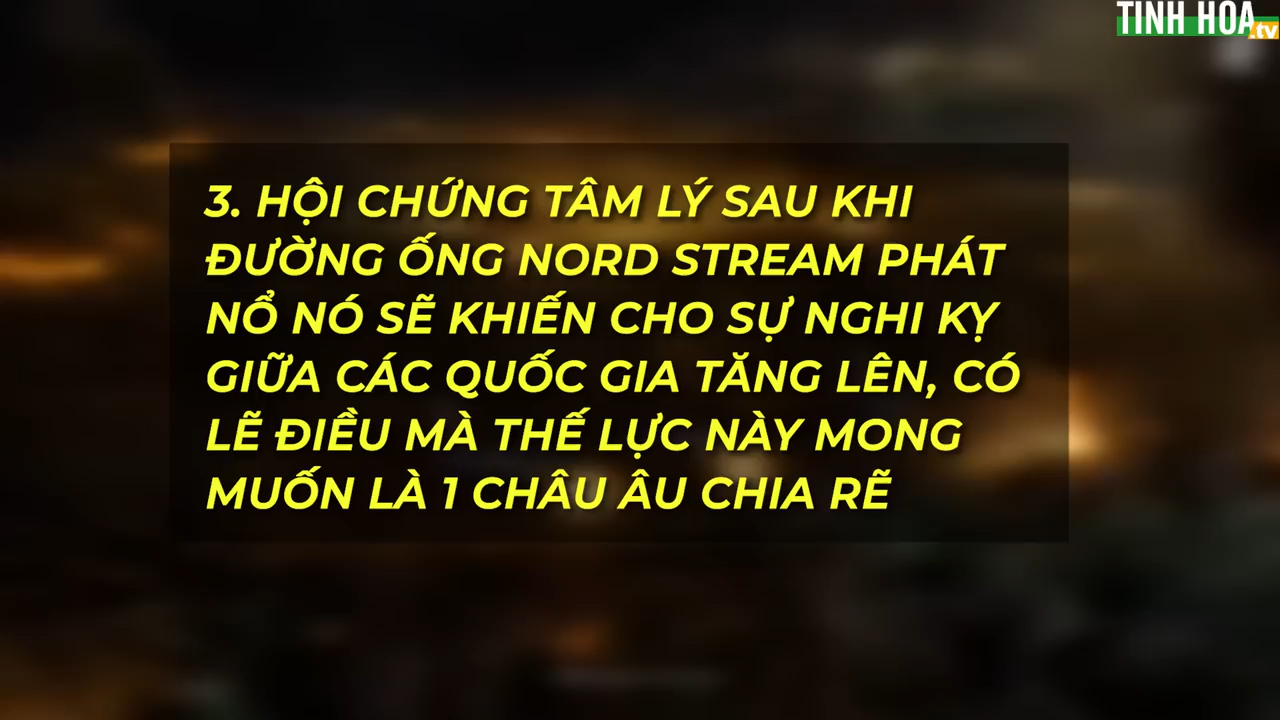 TINH HOA
.tv
3. HỘI CHỨNG TÂM LÝ SAU KHI
ĐƯỜNG ỐNG NORD STREAM PHÁT
NỔ NÓ SẼ KHIẾN CHO SỰ NGHI KỴ
GIỮA CÁC QUỐC GIA TĂNG LÊN, CÓ
LẼ ĐIỀU MÀ THẾ LỰC NÀY MONG
MUỐN LÀ 1 CHÂU ÂU CHIA RẼ